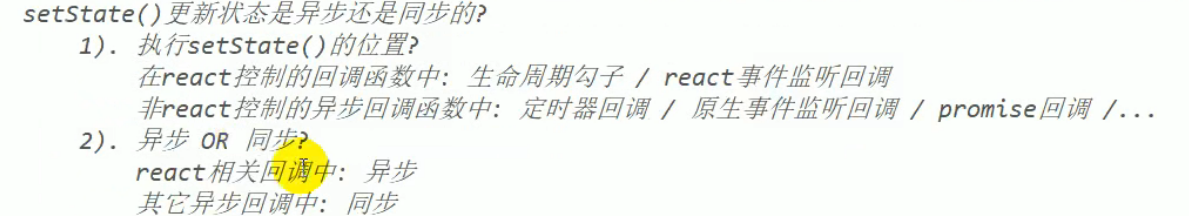 setState()更新状态是异步还是同步的?
1). 执行setState()的位置?
在react控制的回调函数中: 生命周期勾子 / react事件监听回调
非react控制的异步回调函数中: 定时器回调 / 原生事件监听回调 / promise回调 /...
2). 异步 OR 同步?
react相关回调中: 异步
其它异步回调中: 同步